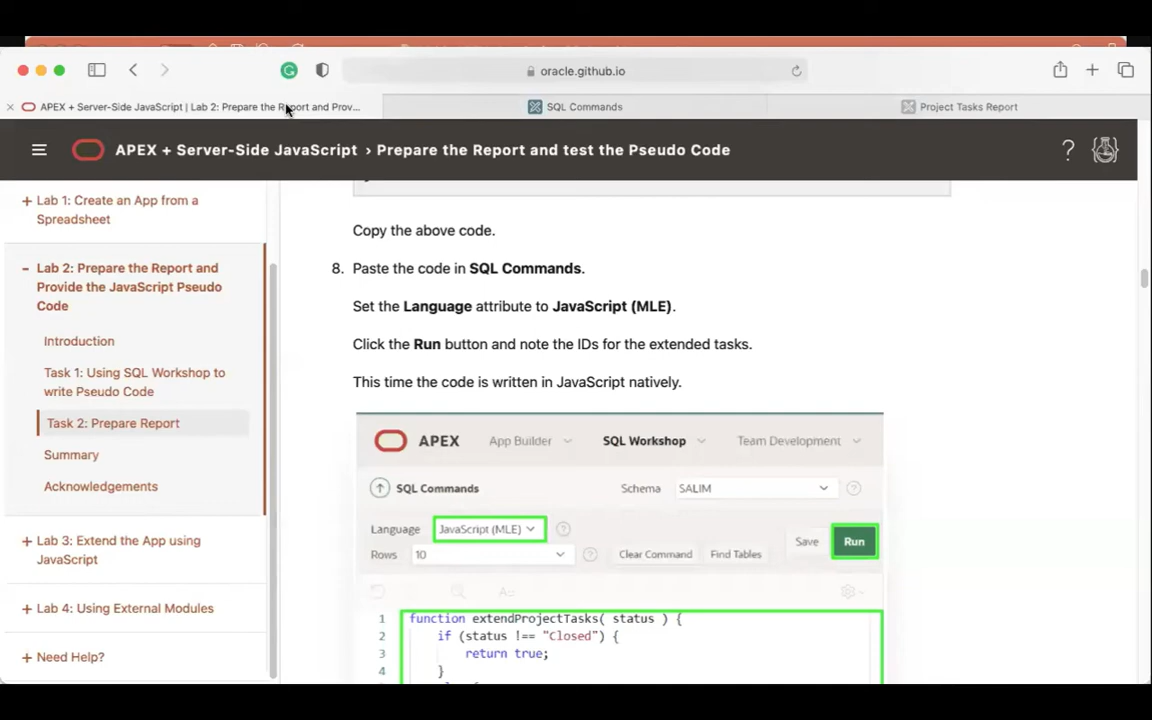 oracle.github.io
APEX + Server-Side JavaScript | Lab 2: Prepare the Report and Prov...
SQL Commands
Project Tasks Report
APEX + Server-Side JavaScript › Prepare the Report and test the Pseudo Code
?
+ Lab 1: Create an App from a
Spreadsheet
- Lab 2: Prepare the Report and
Provide the JavaScript Pseudo
Code
Introduction
Task 1: Using SQL Workshop to
write Pseudo Code
Task 2: Prepare Report
Summary
Acknowledgements
+ Lab 3: Extend the App using
JavaScript
+ Lab 4: Using External Modules
+ Need Help?
Copy the above code.
8. Paste the code in SQL Commands.
Set the Language attribute to JavaScript (MLE).
Click the Run button and note the IDs for the extended tasks.
This time the code is written in JavaScript natively.
APEX App Builder SQL Workshop Team Development
SQL Commands Schema SALIM
Language JavaScript (MLE)
Rows 10 Clear Command Find Tables Save Run
1 function extendProjectTasks( status ) {
2 if (status !== "Closed") {
3 return true;
4 }